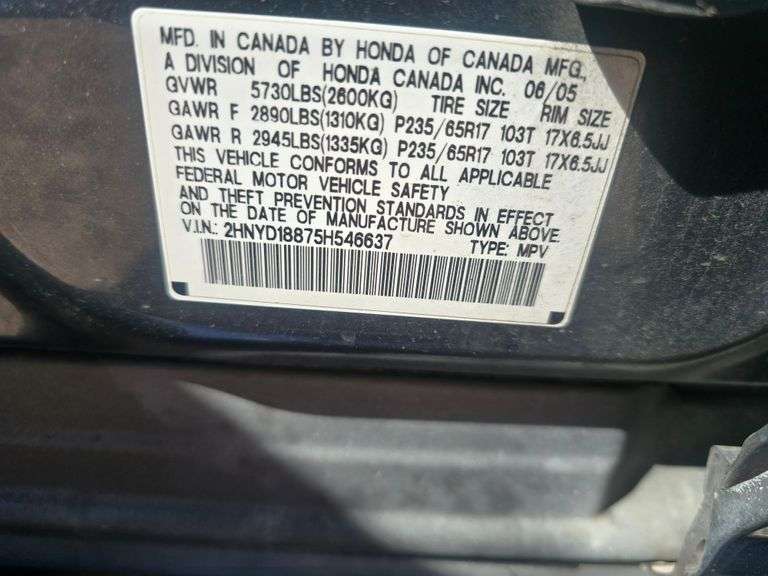 MFD. IN CANADA BY HONDA OF CANADA MFG.,
A DIVISION OF HONDA CANADA INC. 06/05
GVWR 5730LBS(2600KG) TIRE SIZE RIM SIZE
GAWR F 2890LBS(1310KG) P235/65R17 103T 17X6.5JJ
GAWR R 2945LBS(1335KG) P235/65R17 103T 17X6.5JJ
THIS VEHICLE CONFORMS TO ALL APPLICABLE
FEDERAL MOTOR VEHICLE SAFETY
AND THEFT PREVENTION STANDARDS IN EFFECT
ON THE DATE OF MANUFACTURE SHOWN ABOVE.
V.I.N.: 2HNYD18875H546637 TYPE: MPV